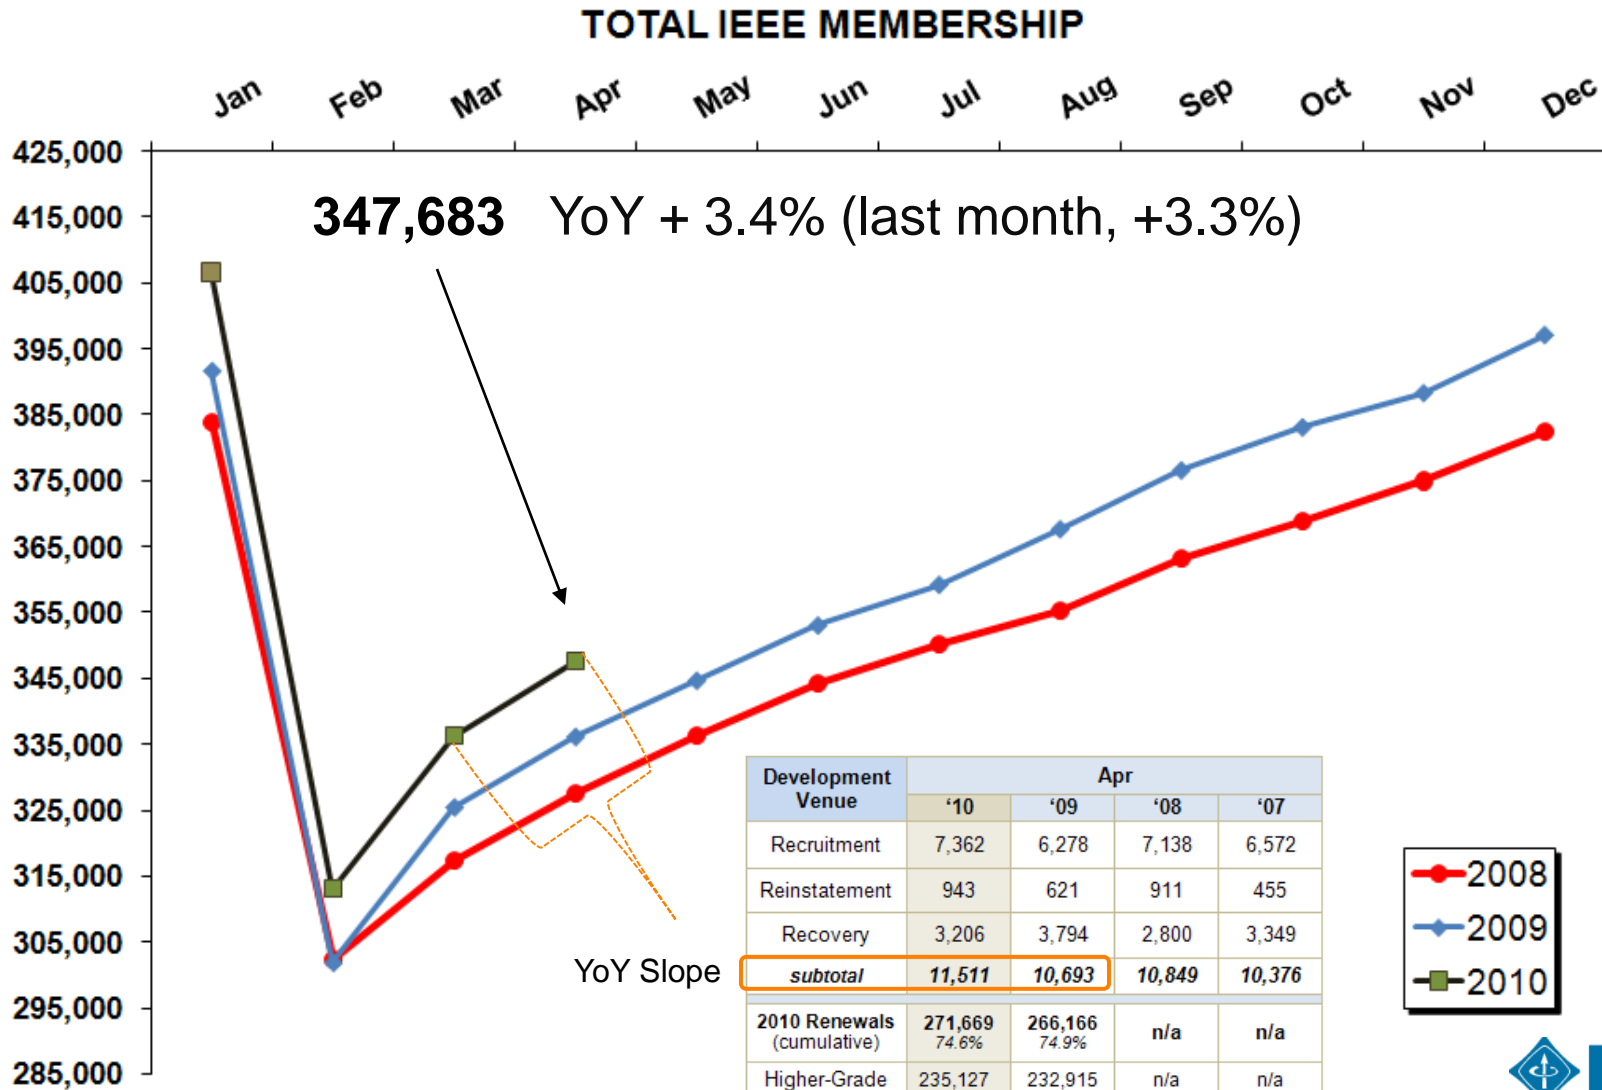 TOTAL IEEE MEMBERSHIP
Jan Feb Mar Apr May Jun Jul Aug Sep Oct Nov Dec
425,000
415,000
405,000
395,000
385,000
375,000
365,000
355,000
345,000
335,000
325,000
315,000
305,000
295,000
285,000
347,683 YoY + 3.4% (last month, +3.3%)
YoY Slope
Development Venue Apr
‘10 ‘09 ‘08 ‘07
Recruitment 7,362 6,278 7,138 6,572
Reinstatement 943 621 911 455
Recovery 3,206 3,794 2,800 3,349
subtotal 11,511 10,693 10,849 10,376
2010 Renewals 271,669 266,166 n/a n/a
(cumulative) 74.6% 74.9%
Higher-Grade 235,127 232,915 n/a n/a
2008
2009
2010